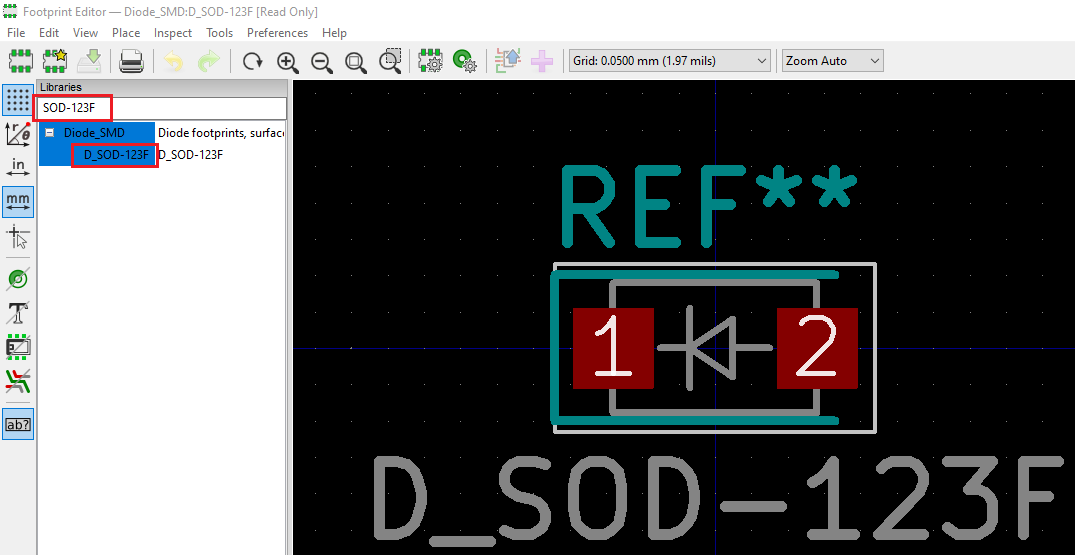 Footprint Editor — Diode_SMD:D_SOD-123F [Read Only]
File Edit View Place Inspect Tools Preferences Help
Grid: 0.0500 mm (1.97 mils) Zoom Auto
Libraries
SOD-123F
Diode_SMD Diode footprints, surfac
D_SOD-123F D_SOD-123F
r θ
in
mm
T
ab?
REF**
1 2
D_SOD-123F